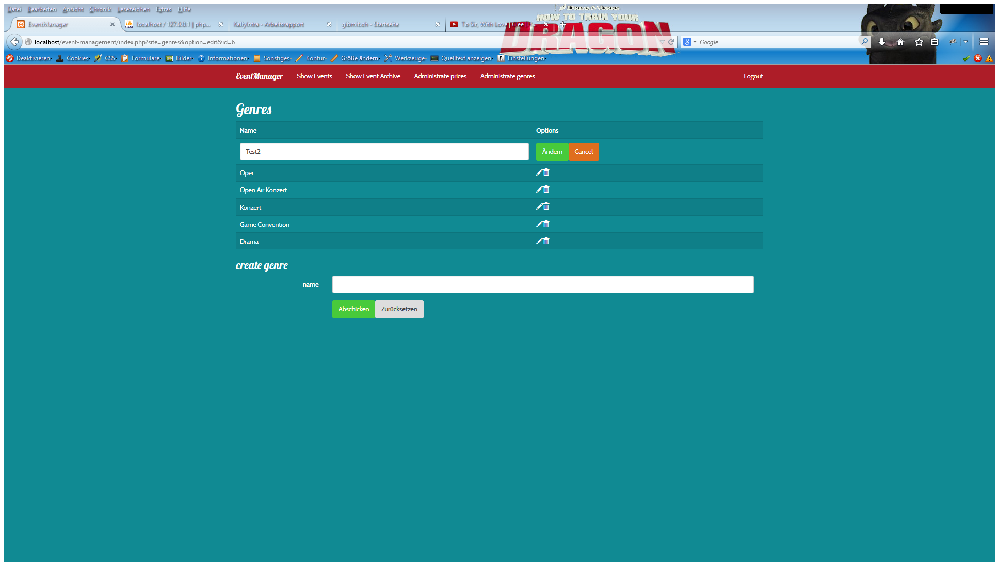 Datei Bearbeiten Ansicht Chronik Lesezeichen Extras Hilfe
DREAMWORKS
HOW TO TRAIN YOUR
DRAGON
EventManager
localhost / 127.0.0.1 | php...
KallyIntra - Arbeitsrapport
gibmit.ch - Startseite
To Sir, With Love | Glee [H...
localhost/event-management/index.php?site=genres&option=edit&id=6
Google
Deaktivieren Cookies CSS Formulare Bilder Informationen Sonstiges Kontur Größe ändern Werkzeuge Quelltext anzeigen Einstellungen
EventManager Show Events Show Event Archive Administrate prices Administrate genres Logout
Genres
Name Options
Test2 Ändern Cancel
Oper
Open Air Konzert
Konzert
Game Convention
Drama
create genre
name
Abschicken Zurücksetzen